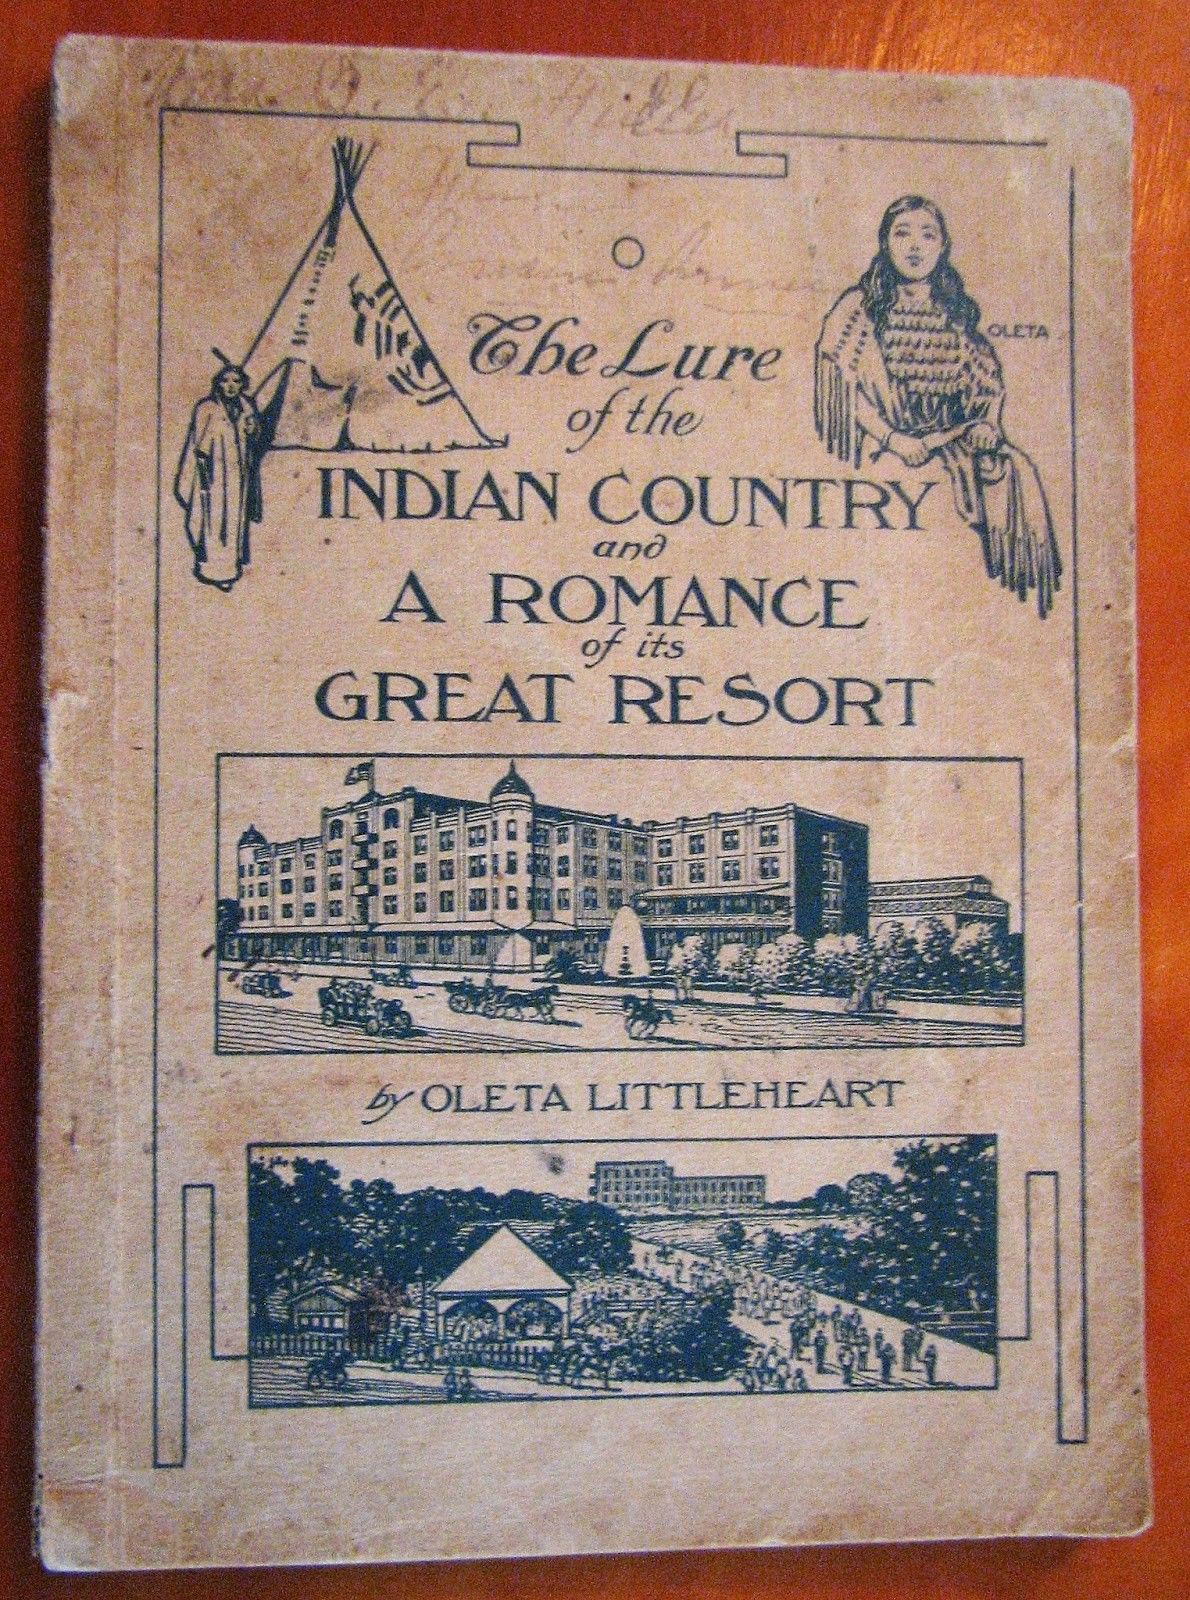 OLETA
The Lure
of the
INDIAN COUNTRY
and
A ROMANCE
of its
GREAT RESORT
by OLETA LITTLEHEART